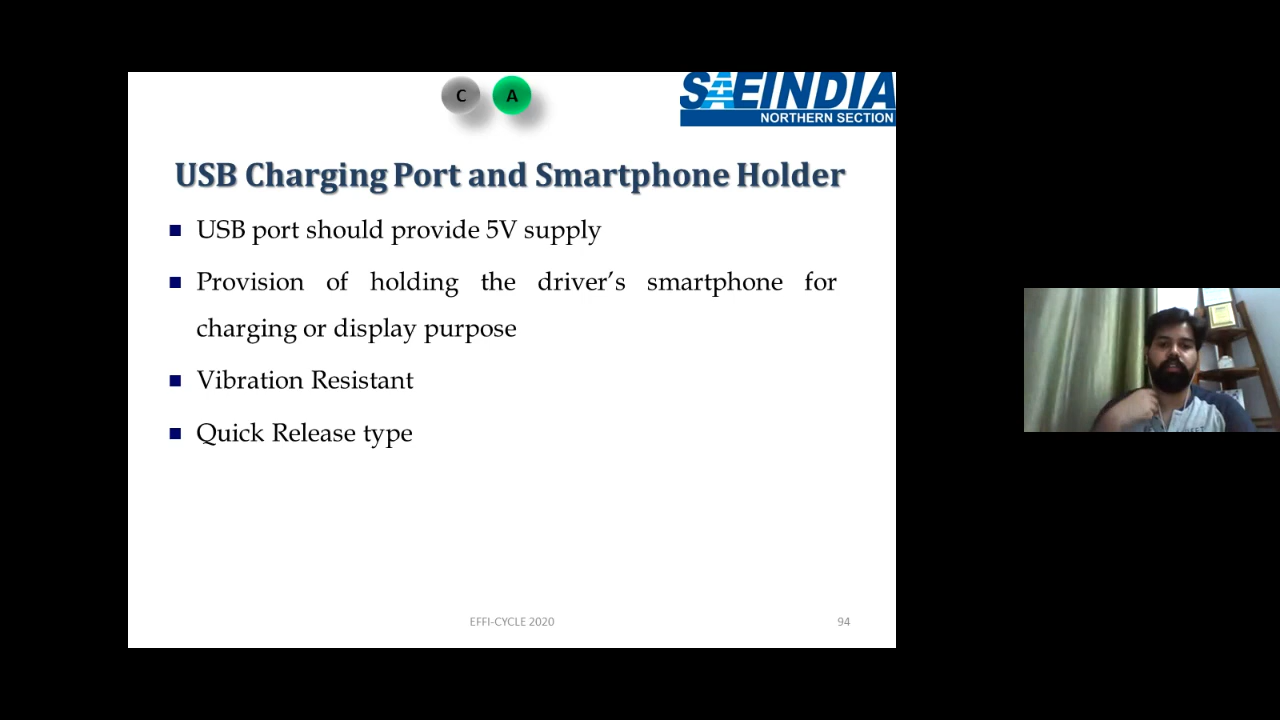 C A
SAEINDIA
NORTHERN SECTION
USB Charging Port and Smartphone Holder
USB port should provide 5V supply
Provision of holding the driver's smartphone for
charging or display purpose
Vibration Resistant
Quick Release type
EFFI-CYCLE 2020 94